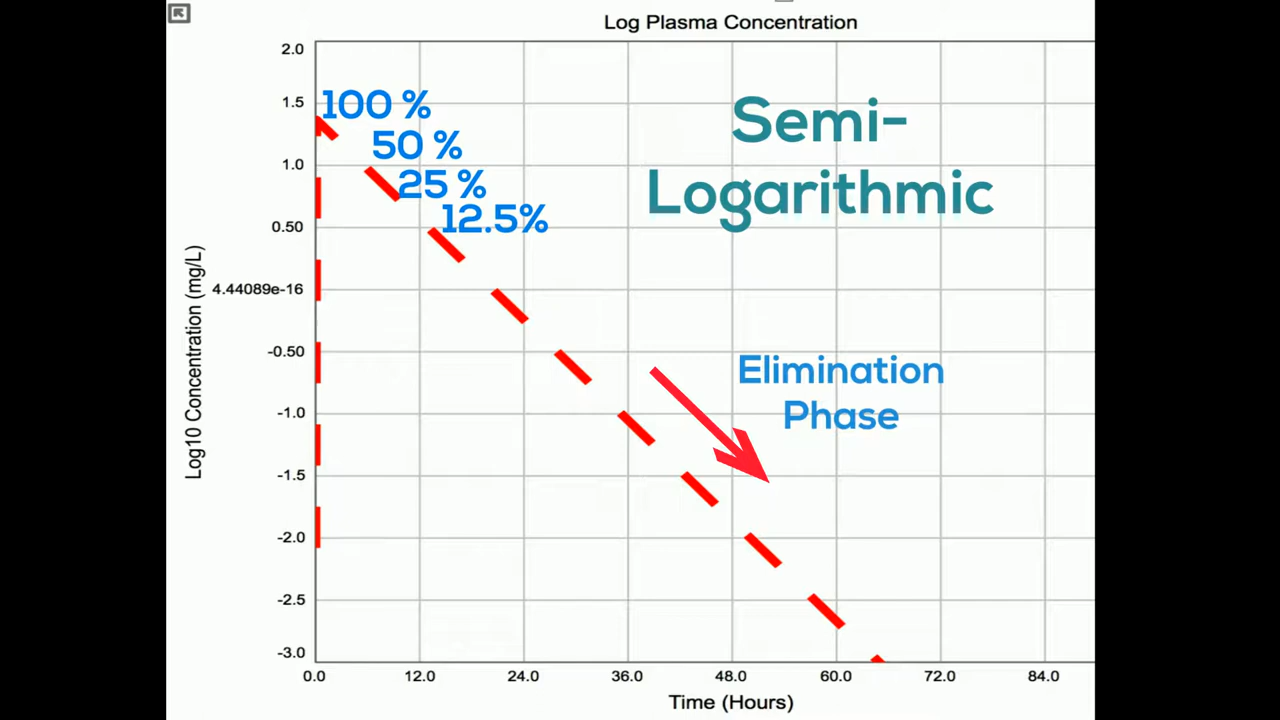 Log Plasma Concentration
2.0
1.5
1.0
0.50
4.44089e-16
-0.50
-1.0
-1.5
-2.0
-2.5
-3.0
Log10 Concentration (mg/L)
100 %
50 %
25 %
12.5%
Semi-
Logarithmic
Elimination
Phase
0.0 12.0 24.0 36.0 48.0 60.0 72.0 84.0
Time (Hours)